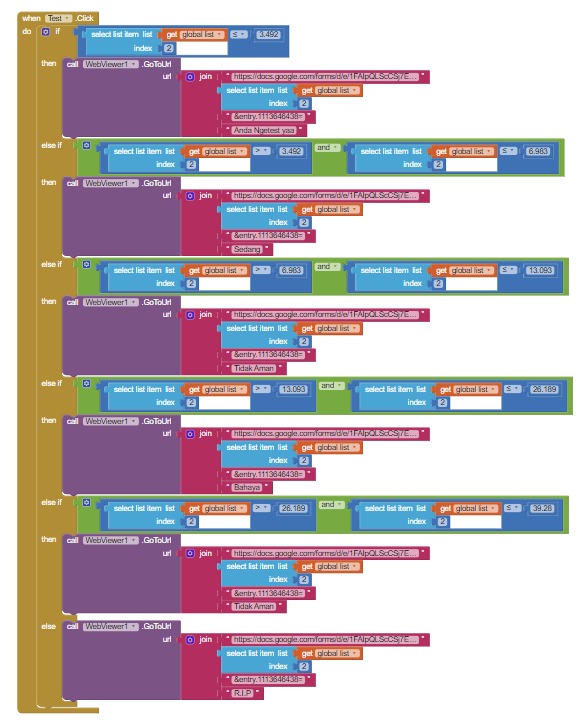 when Test .Click
do if select list item list get global list ≤ 3.492
index 2
then call WebViewer1 .GoToUrl
url join " https://docs.google.com/forms/d/e/1FAIpQLScCSj7E... "
select list item list get global list
index 2
" &entry.1113646438= "
" Anda Ngetest yaa "
else if select list item list get global list > 3.492 and select list item list get global list ≤ 6.983
index 2 index 2
then call WebViewer1 .GoToUrl
url join " https://docs.google.com/forms/d/e/1FAIpQLScCSj7E... "
select list item list get global list
index 2
" &entry.1113646438= "
" Sedang "
else if select list item list get global list > 6.983 and select list item list get global list ≤ 13.093
index 2 index 2
then call WebViewer1 .GoToUrl
url join " https://docs.google.com/forms/d/e/1FAIpQLScCSj7E... "
select list item list get global list
index 2
" &entry.1113646438= "
" Tidak Aman "
else if select list item list get global list > 13.093 and select list item list get global list ≤ 26.189
index 2 index 2
then call WebViewer1 .GoToUrl
url join " https://docs.google.com/forms/d/e/1FAIpQLScCSj7E... "
select list item list get global list
index 2
" &entry.1113646438= "
" Bahaya "
else if select list item list get global list > 26.189 and select list item list get global list ≤ 39.28
index 2 index 2
then call WebViewer1 .GoToUrl
url join " https://docs.google.com/forms/d/e/1FAIpQLScCSj7E... "
select list item list get global list
index 2
" &entry.1113646438= "
" Tidak Aman "
else call WebViewer1 .GoToUrl
url join " https://docs.google.com/forms/d/e/1FAIpQLScCSj7E... "
select list item list get global list
index 2
" &entry.1113646438= "
" R.I.P "